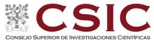 CSIC
CONSEJO SUPERIOR DE INVESTIGACIONES CIENTÍFICAS